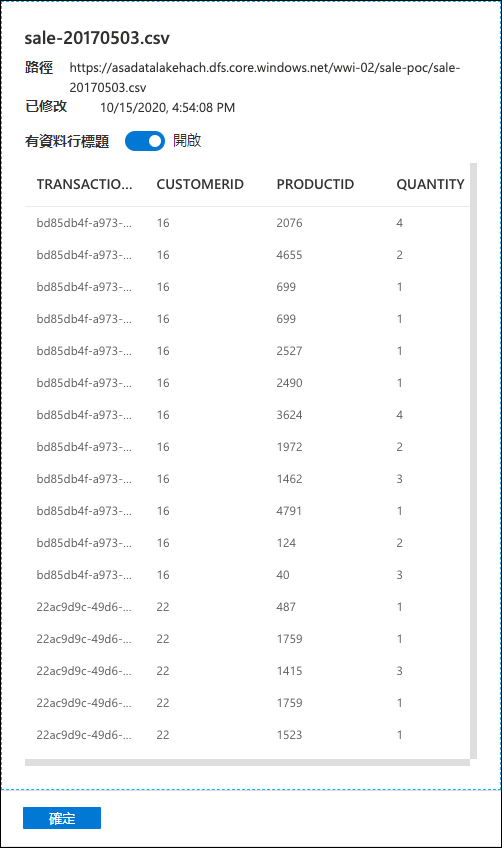 sale-20170503.csv
路徑 https://asadatalakehach.dfs.core.windows.net/wwi-02/sale-poc/sale-
20170503.csv
已修改 10/15/2020, 4:54:08 PM
有資料行標題 開啟
TRANSACTIO... CUSTOMERID PRODUCTID QUANTITY
bd85db4f-a973-... 16 2076 4
bd85db4f-a973-... 16 4655 2
bd85db4f-a973-... 16 699 1
bd85db4f-a973-... 16 699 1
bd85db4f-a973-... 16 2527 1
bd85db4f-a973-... 16 2490 1
bd85db4f-a973-... 16 3624 4
bd85db4f-a973-... 16 1972 2
bd85db4f-a973-... 16 1462 3
bd85db4f-a973-... 16 4791 1
bd85db4f-a973-... 16 124 2
bd85db4f-a973-... 16 40 3
22ac9d9c-49d6-... 22 487 1
22ac9d9c-49d6-... 22 1759 1
22ac9d9c-49d6-... 22 1415 3
22ac9d9c-49d6-... 22 1759 1
22ac9d9c-49d6-... 22 1523 1
確定